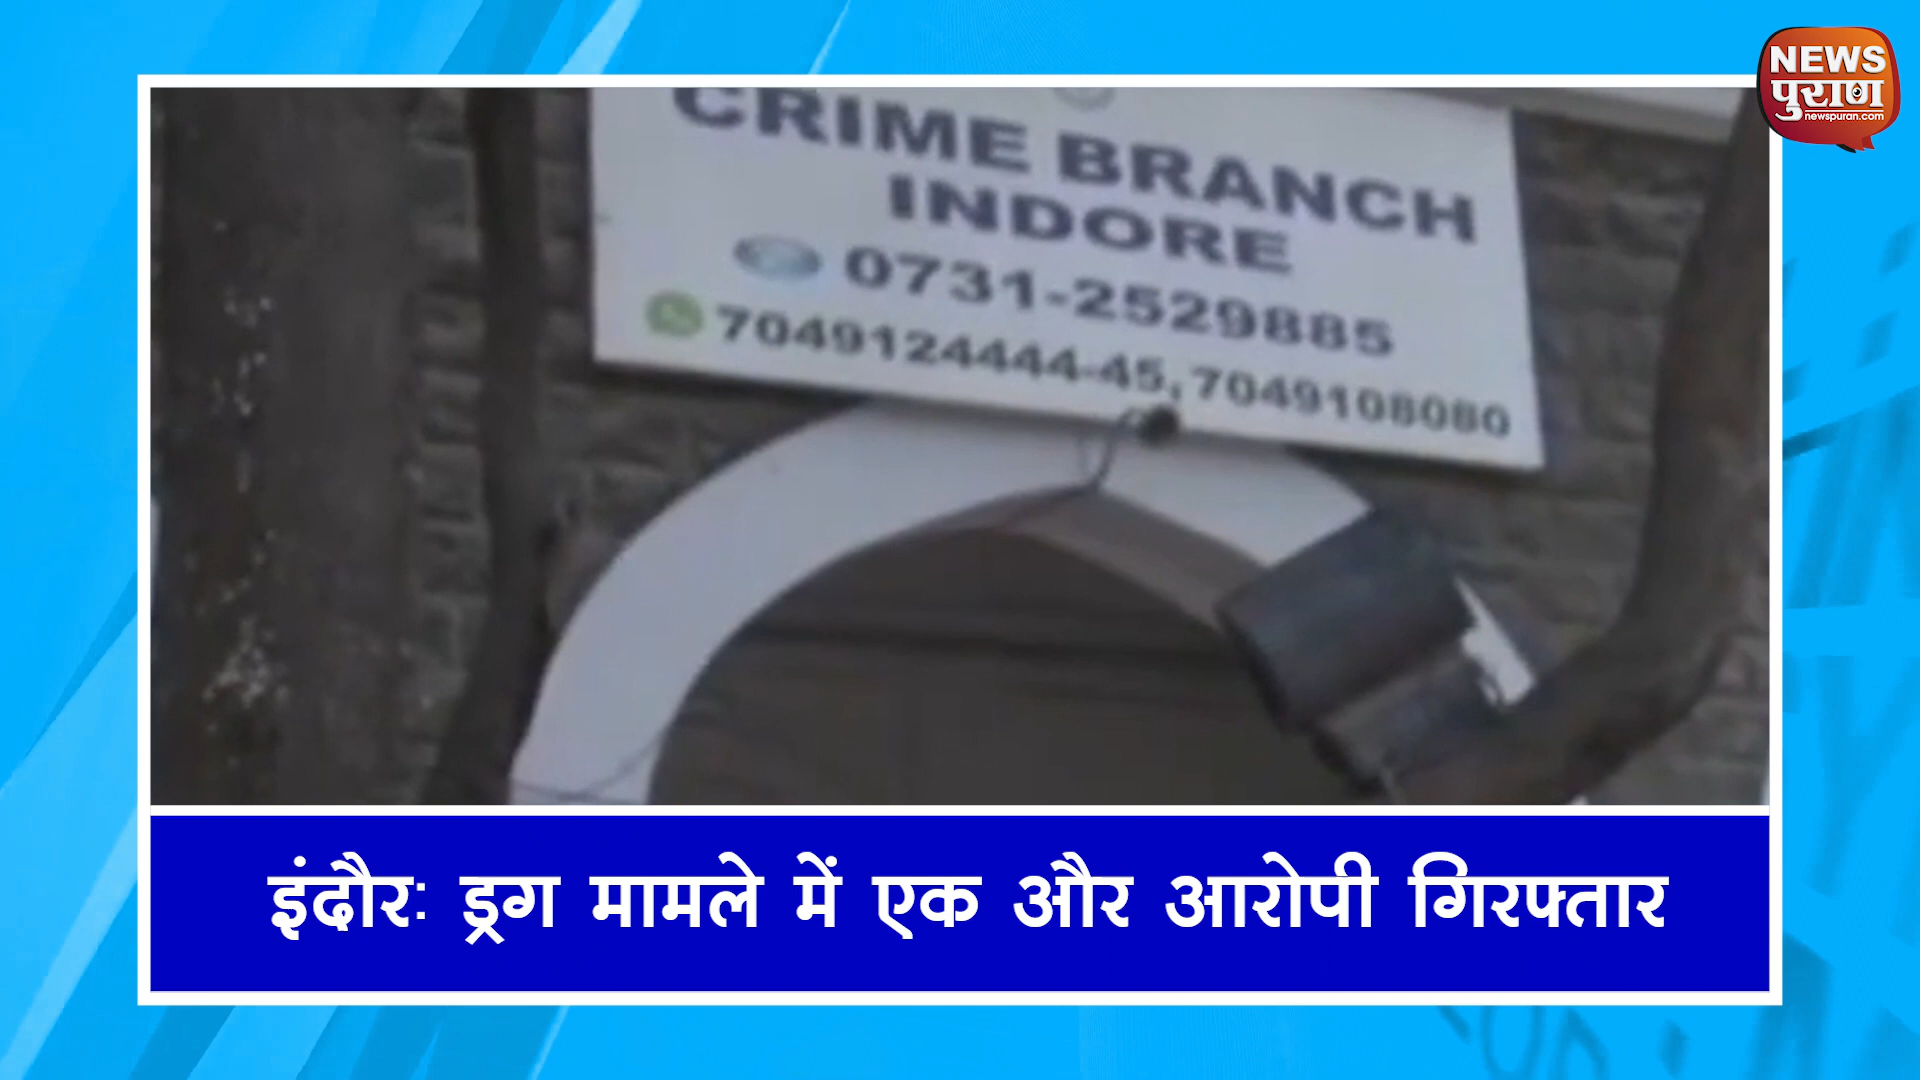 NEWS
पुराण
newspuran.com
CRIME BRANCH
INDORE
0731-2529885
7049124444-45, 7049108080
इंदौरः ड्रग मामले में एक और आरोपी गिरफ्तार